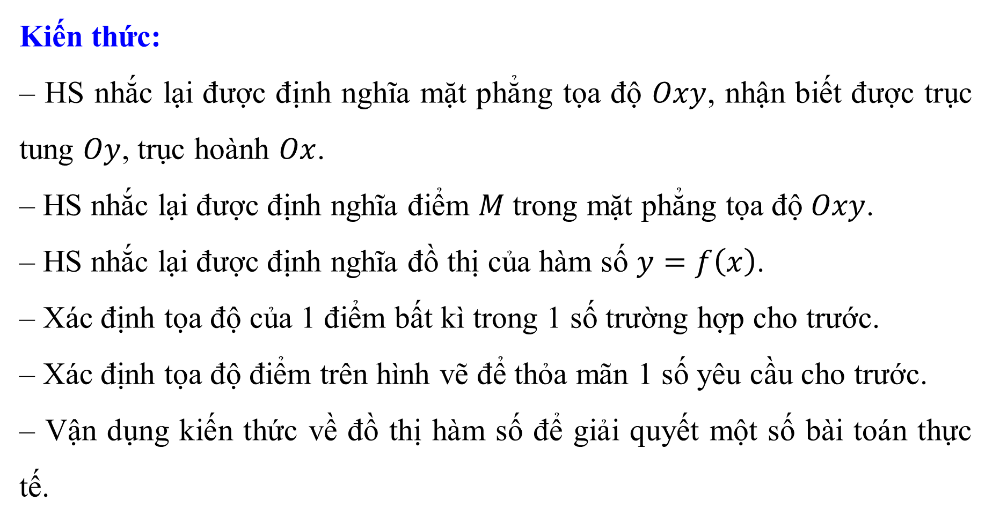 Kiến thức:
– HS nhắc lại được định nghĩa mặt phẳng tọa độ Oxy, nhận biết được trục
tung Oy, trục hoành Ox.
– HS nhắc lại được định nghĩa điểm M trong mặt phẳng tọa độ Oxy.
– HS nhắc lại được định nghĩa đồ thị của hàm số y = f(x).
– Xác định tọa độ của 1 điểm bất kì trong 1 số trường hợp cho trước.
– Xác định tọa độ điểm trên hình vẽ để thỏa mãn 1 số yêu cầu cho trước.
– Vận dụng kiến thức về đồ thị hàm số để giải quyết một số bài toán thực
tế.